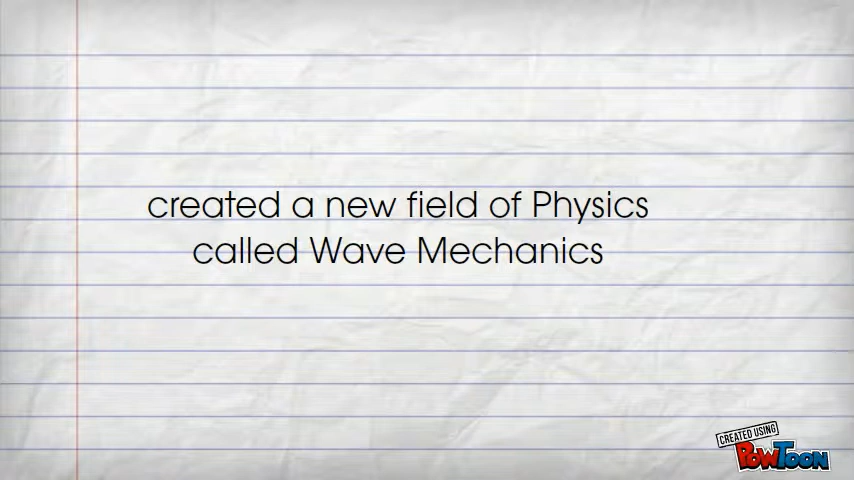 created a new field of Physics
called Wave Mechanics
CREATED USING
POWTOON